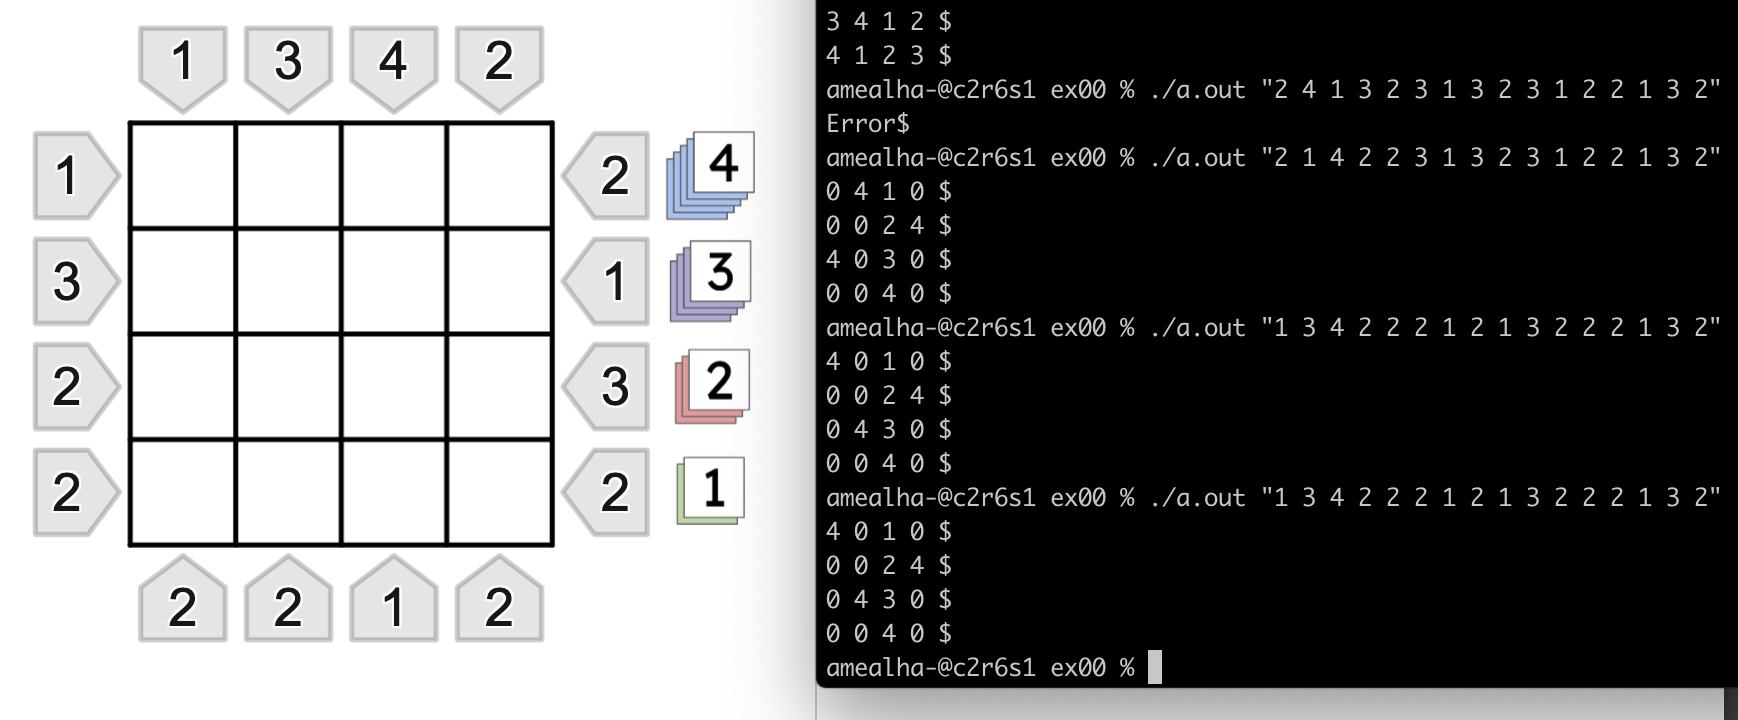 1 3 4 2
1 2 4
3 1 3
2 3 2
2 2 1
2 2 1 2
3 4 1 2 $
4 1 2 3 $
amealha-@c2r6s1 ex00 % ./a.out "2 4 1 3 2 3 1 3 2 3 1 2 2 1 3 2"
Error$
amealha-@c2r6s1 ex00 % ./a.out "2 1 4 2 2 3 1 3 2 3 1 2 2 1 3 2"
0 4 1 0 $
0 0 2 4 $
4 0 3 0 $
0 0 4 0 $
amealha-@c2r6s1 ex00 % ./a.out "1 3 4 2 2 2 1 2 1 3 2 2 2 1 3 2"
4 0 1 0 $
0 0 2 4 $
0 4 3 0 $
0 0 4 0 $
amealha-@c2r6s1 ex00 % ./a.out "1 3 4 2 2 2 1 2 1 3 2 2 2 1 3 2"
4 0 1 0 $
0 0 2 4 $
0 4 3 0 $
0 0 4 0 $
amealha-@c2r6s1 ex00 %